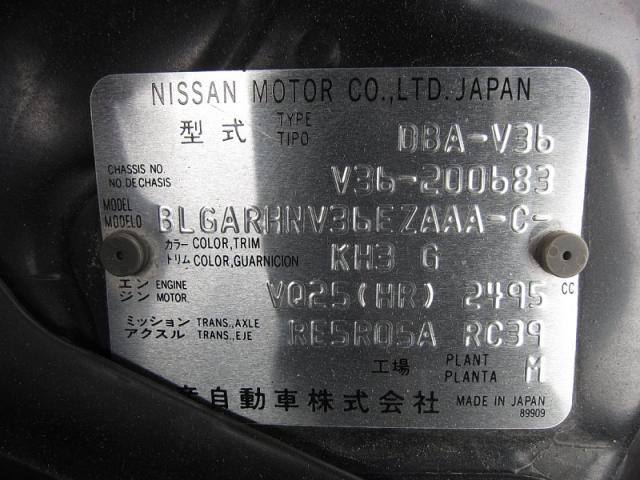 NISSAN MOTOR CO.,LTD. JAPAN
型式 TYPE TIPO DBA-V36
CHASSIS NO. NO. DE CHASIS V36-200683
MODEL MODELO BLGARHNV36EZAAA-C-
カラー COLOR,TRIM
トリム COLOR,GUARNICION KH3 G
エン ENGINE
ジン MOTOR VQ25(HR) 2495 CC
ミッション TRANS.,AXLE
アクスル TRANS.,EJE RE5R05A RC39
工場 PLANT PLANTA M
産自動車株式会社 MADE IN JAPAN
89909